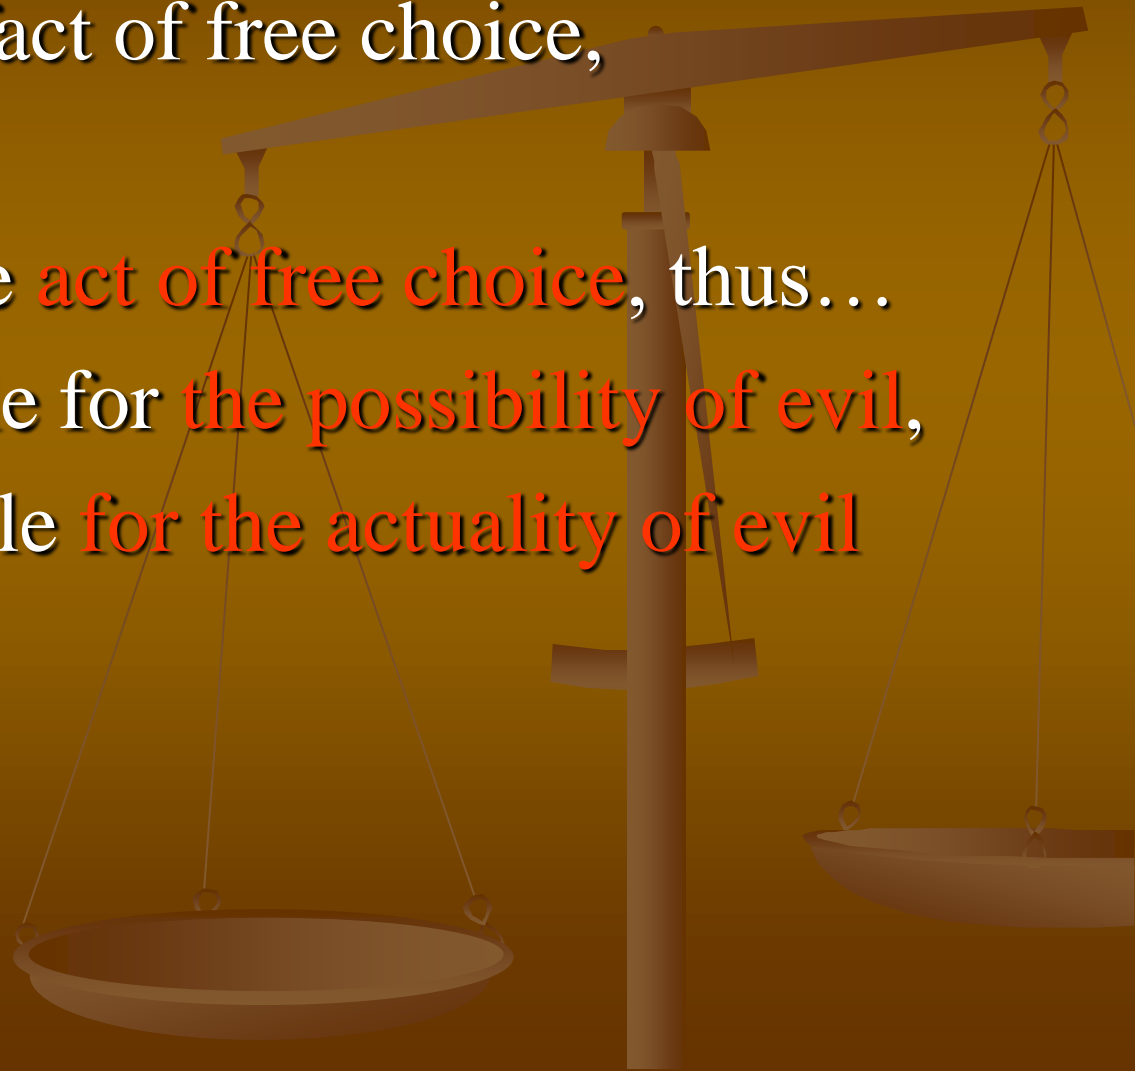 act of free choice,
act of free choice, thus…
for the possibility of evil,
for the actuality of evil